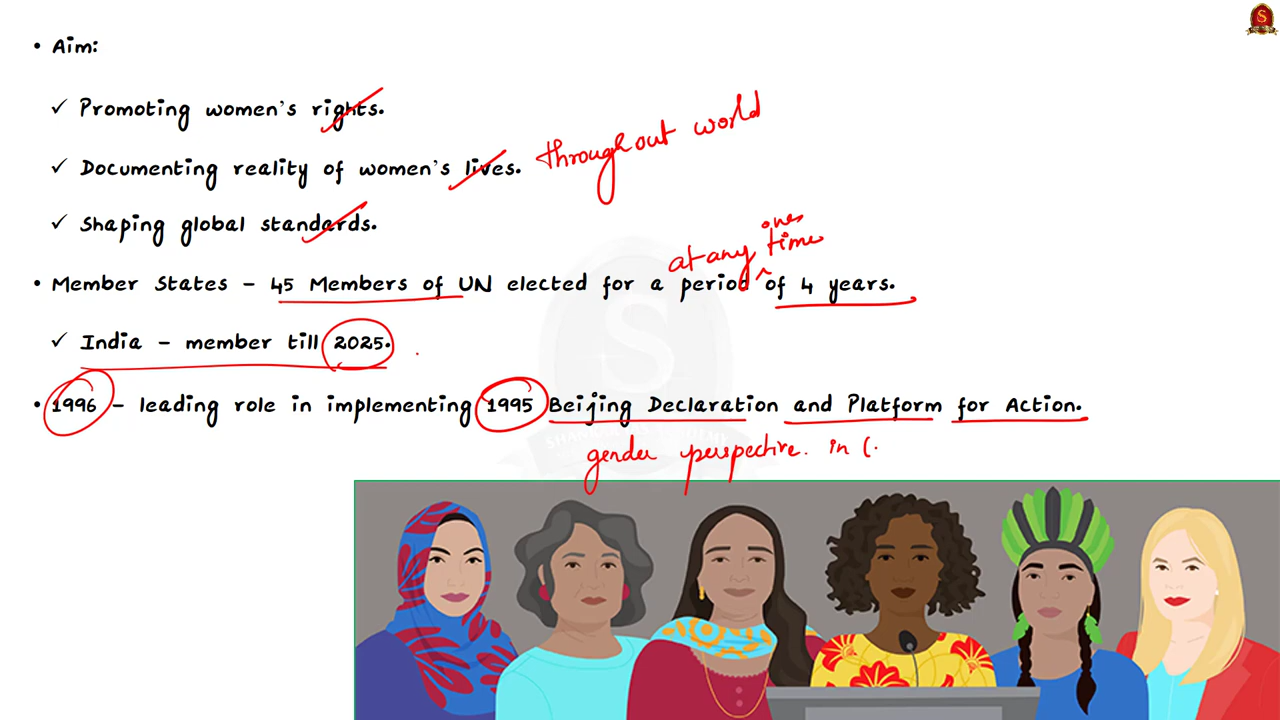 • Aim:
✓ Promoting women's rights.
✓ Documenting reality of women's lives. throughout world
✓ Shaping global standards.
at any ones time
• Member States - 45 Members of UN elected for a period ^ of 4 years.
✓ India - member till 2025.
• 1996 - leading role in implementing 1995 Beijing Declaration and Platform for Action.
gender perspective. in (